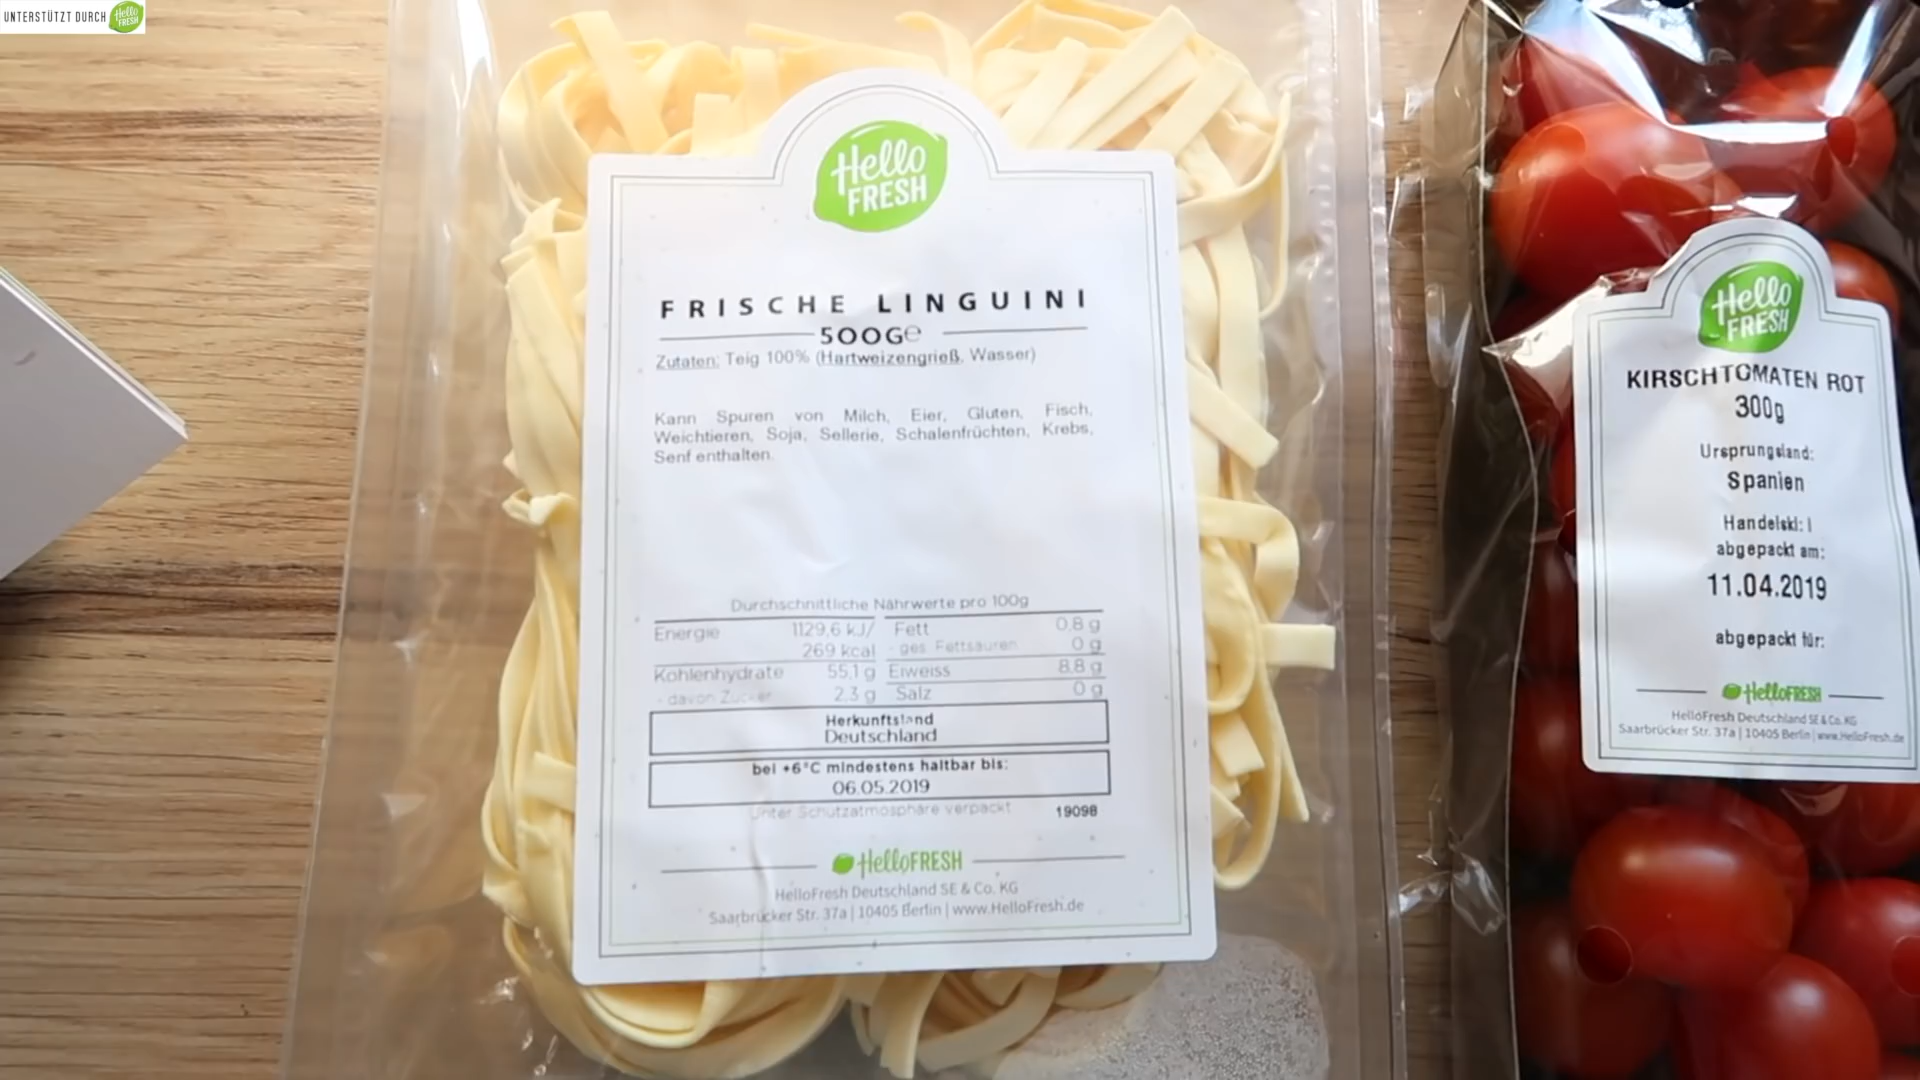 UNTERSTÜTZT DURCH Hello FRESH
Hello
FRESH
FRISCHE LINGUINI
500G℮
Zutaten: Teig 100% (Hartweizengrieß, Wasser)
Kann Spuren von Milch, Eier, Gluten, Fisch,
Weichtieren, Soja, Sellerie, Schalenfrüchten, Krebs,
Senf enthalten.
Durchschnittliche Nährwerte pro 100g
Energie 1129,6 kJ/ Fett 0,8 g
269 kcal - ges. Fettsäuren 0 g
Kohlenhydrate 55,1 g Eiweiss 8,8 g
- davon Zucker 2,3 g Salz 0 g
Herkunftsland
Deutschland
bei +6°C mindestens haltbar bis:
06.05.2019
Unter Schutzatmosphäre verpackt 19098
HelloFRESH
HelloFresh Deutschland SE & Co. KG
Saarbrücker Str. 37a | 10405 Berlin | www.HelloFresh.de
Hello
FRESH
KIRSCHTOMATEN ROT
300g
Ursprungsland:
Spanien
Handelskl: I
abgepackt am:
11.04.2019
abgepackt für:
HelloFRESH
HelloFresh Deutschland SE & Co. KG
Saarbrücker Str. 37a | 10405 Berlin | www.HelloFresh.de